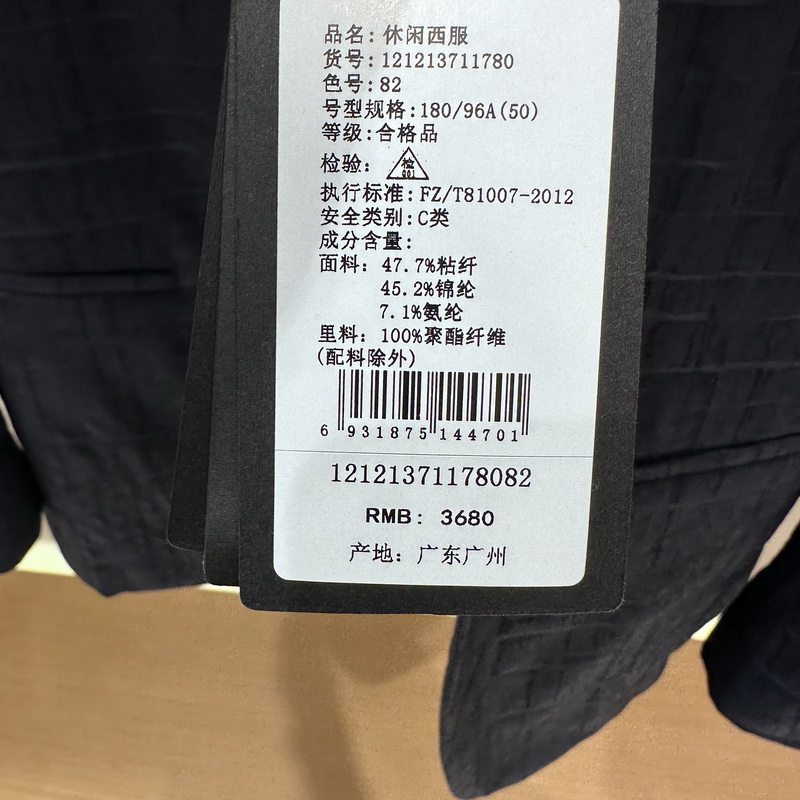 品名: 休闲西服
货号: 121213711780
色号: 82
号型规格: 180/96A(50)
等级: 合格品
检验: 检 001
执行标准: FZ/T81007-2012
安全类别: C类
成分含量:
面料: 47.7%粘纤
45.2%锦纶
7.1%氨纶
里料: 100%聚酯纤维
(配料除外)
6 931875 144701
12121371178082
RMB: 3680
产地: 广东广州